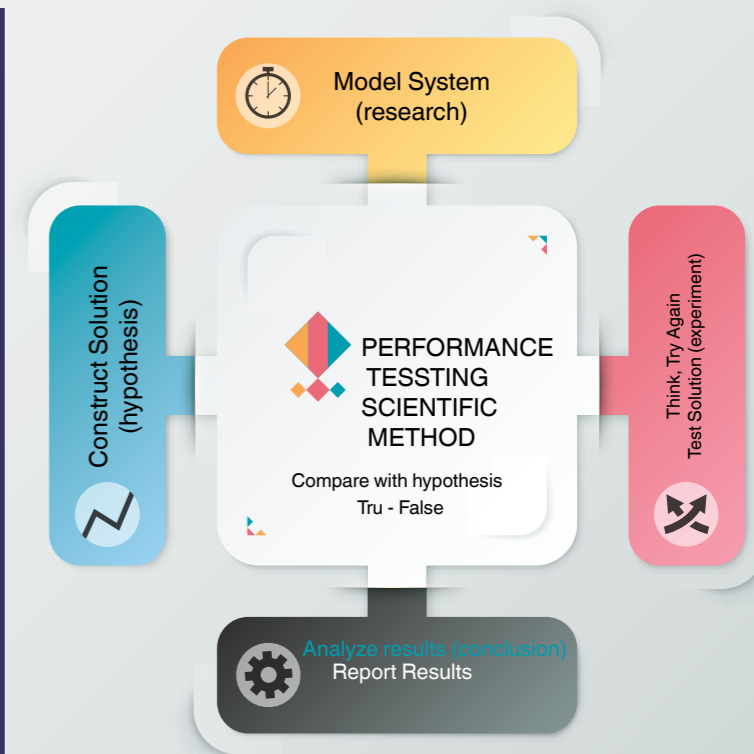 Model System
(research)
Construct Solution
(hypothesis)
PERFORMANCE
TESSTING
SCIENTIFIC
METHOD
Compare with hypothesis
Tru - False
Think, Try Again
Test Solution (experiment)
Analyze results (conclusion)
Report Results